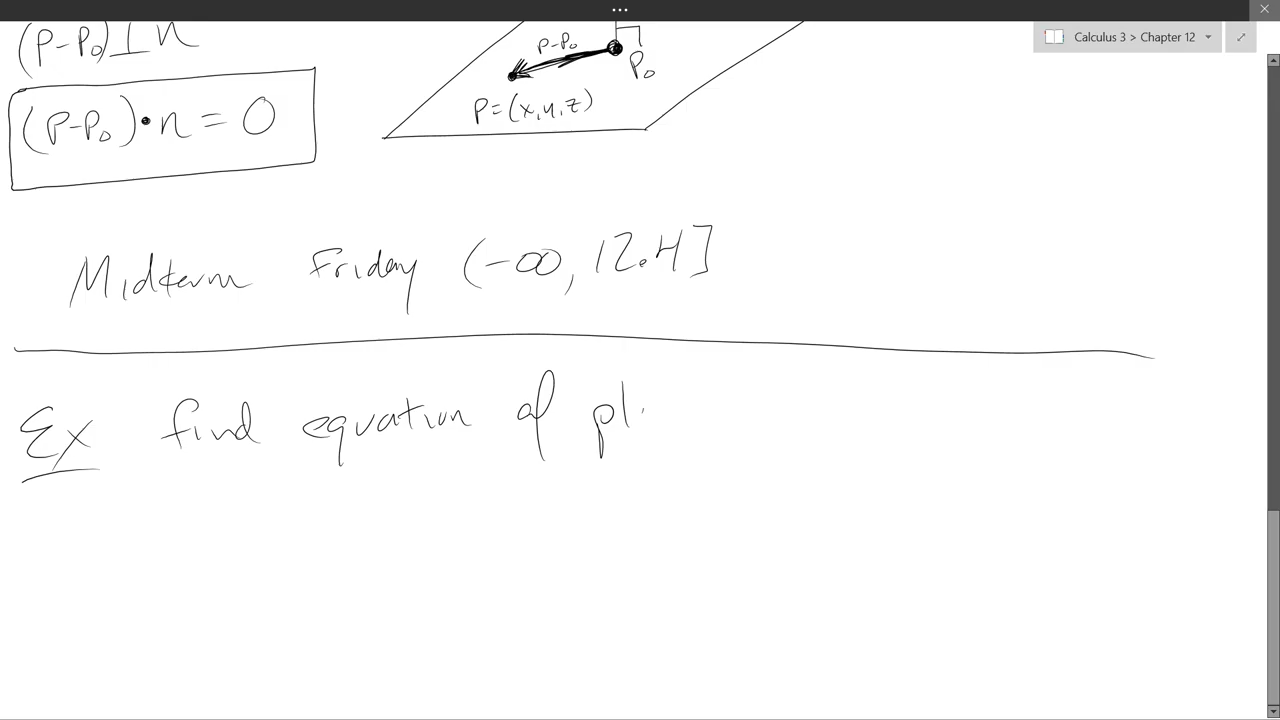 ...
Calculus 3 > Chapter 12
(P-P₀)⊥n
P-P₀
P₀
P=(x,y,z)
(P-P₀)•n=0
Midterm Friday (-∞, 12.4]
Ex find equation of pl